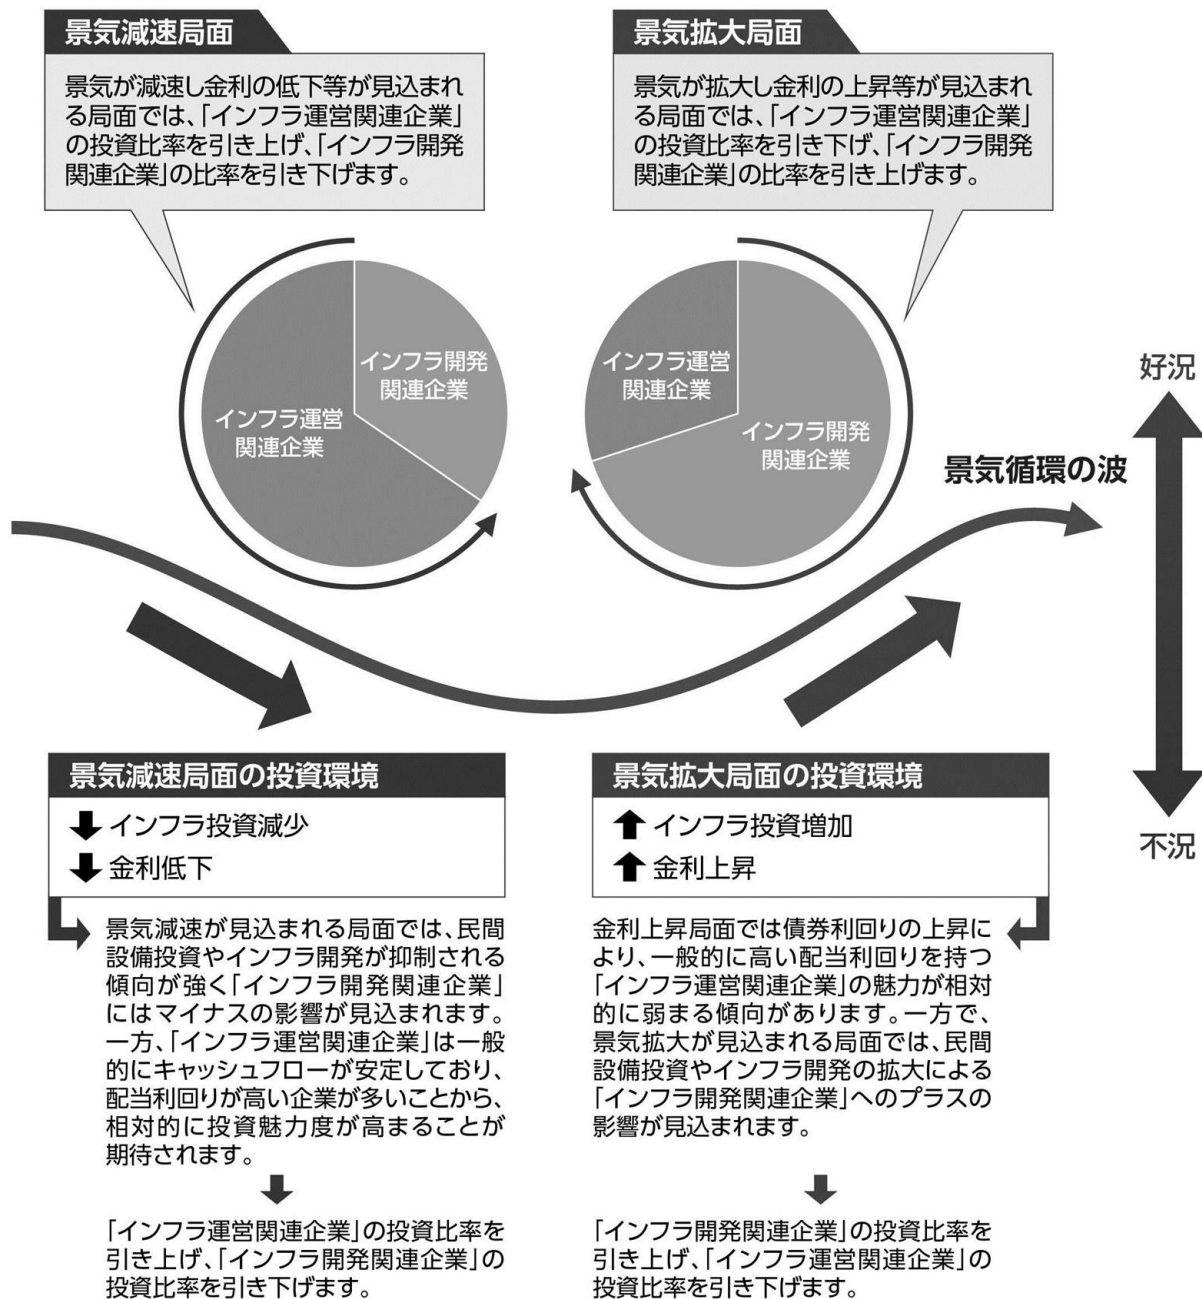 景気減速局面
景気が減速し金利の低下等が見込まれ
る局面では、「インフラ運営関連企業」
の投資比率を引き上げ、「インフラ開発
関連企業」の比率を引き下げます。
景気拡大局面
景気が拡大し金利の上昇等が見込まれ
る局面では、「インフラ運営関連企業」
の投資比率を引き下げ、「インフラ開発
関連企業」の比率を引き上げます。
インフラ開発
関連企業
インフラ運営
関連企業
インフラ運営
関連企業
インフラ開発
関連企業
好況
景気循環の波
不況
景気減速局面の投資環境
インフラ投資減少
金利低下
景気減速が見込まれる局面では、民間
設備投資やインフラ開発が抑制される
傾向が強く「インフラ開発関連企業」
にはマイナスの影響が見込まれます。
一方、「インフラ運営関連企業」は一般
的にキャッシュフローが安定しており、
配当利回りが高い企業が多いことから、
相対的に投資魅力度が高まることが
期待されます。
「インフラ運営関連企業」の投資比率を
引き上げ、「インフラ開発関連企業」の
投資比率を引き下げます。
景気拡大局面の投資環境
インフラ投資増加
金利上昇
金利上昇局面では債券利回りの上昇に
より、一般的に高い配当利回りを持つ
「インフラ運営関連企業」の魅力が相対
的に弱まる傾向があります。一方で、
景気拡大が見込まれる局面では、民間
設備投資やインフラ開発の拡大による
「インフラ開発関連企業」へのプラスの
影響が見込まれます。
「インフラ開発関連企業」の投資比率を
引き上げ、「インフラ運営関連企業」の
投資比率を引き下げます。